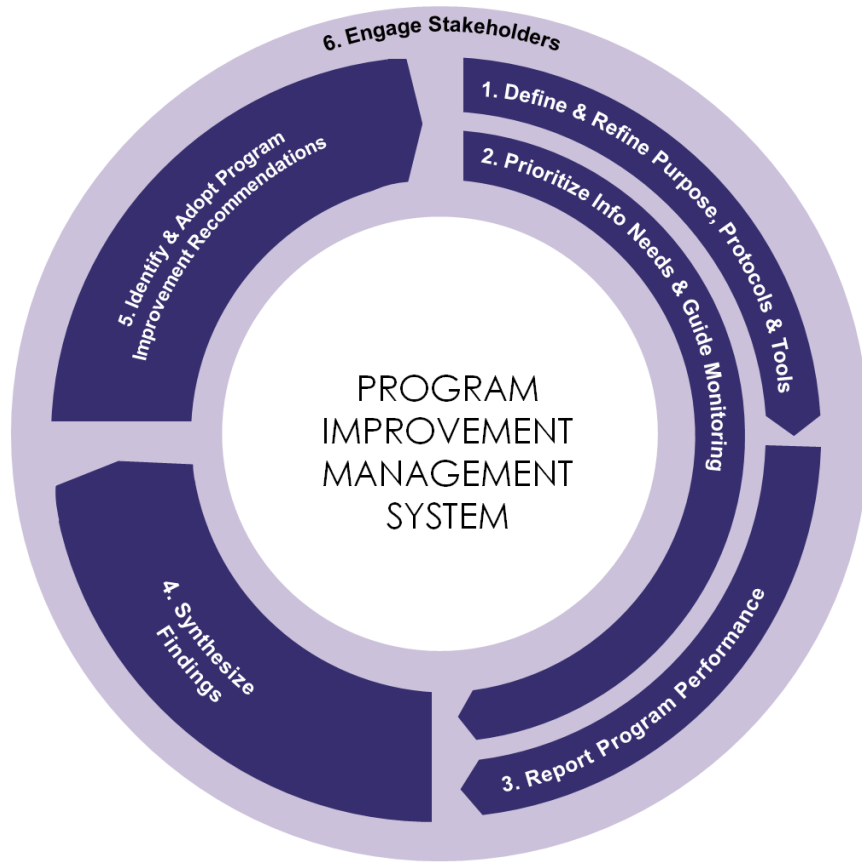 6. Engage Stakeholders
1. Define & Refine Purpose, Protocols & Tools
2. Prioritize Info Needs & Guide Monitoring
3. Report Program Performance
4. Synthesize
Findings
5. Identify & Adopt Program
Improvement Recommendations
PROGRAM
IMPROVEMENT
MANAGEMENT
SYSTEM